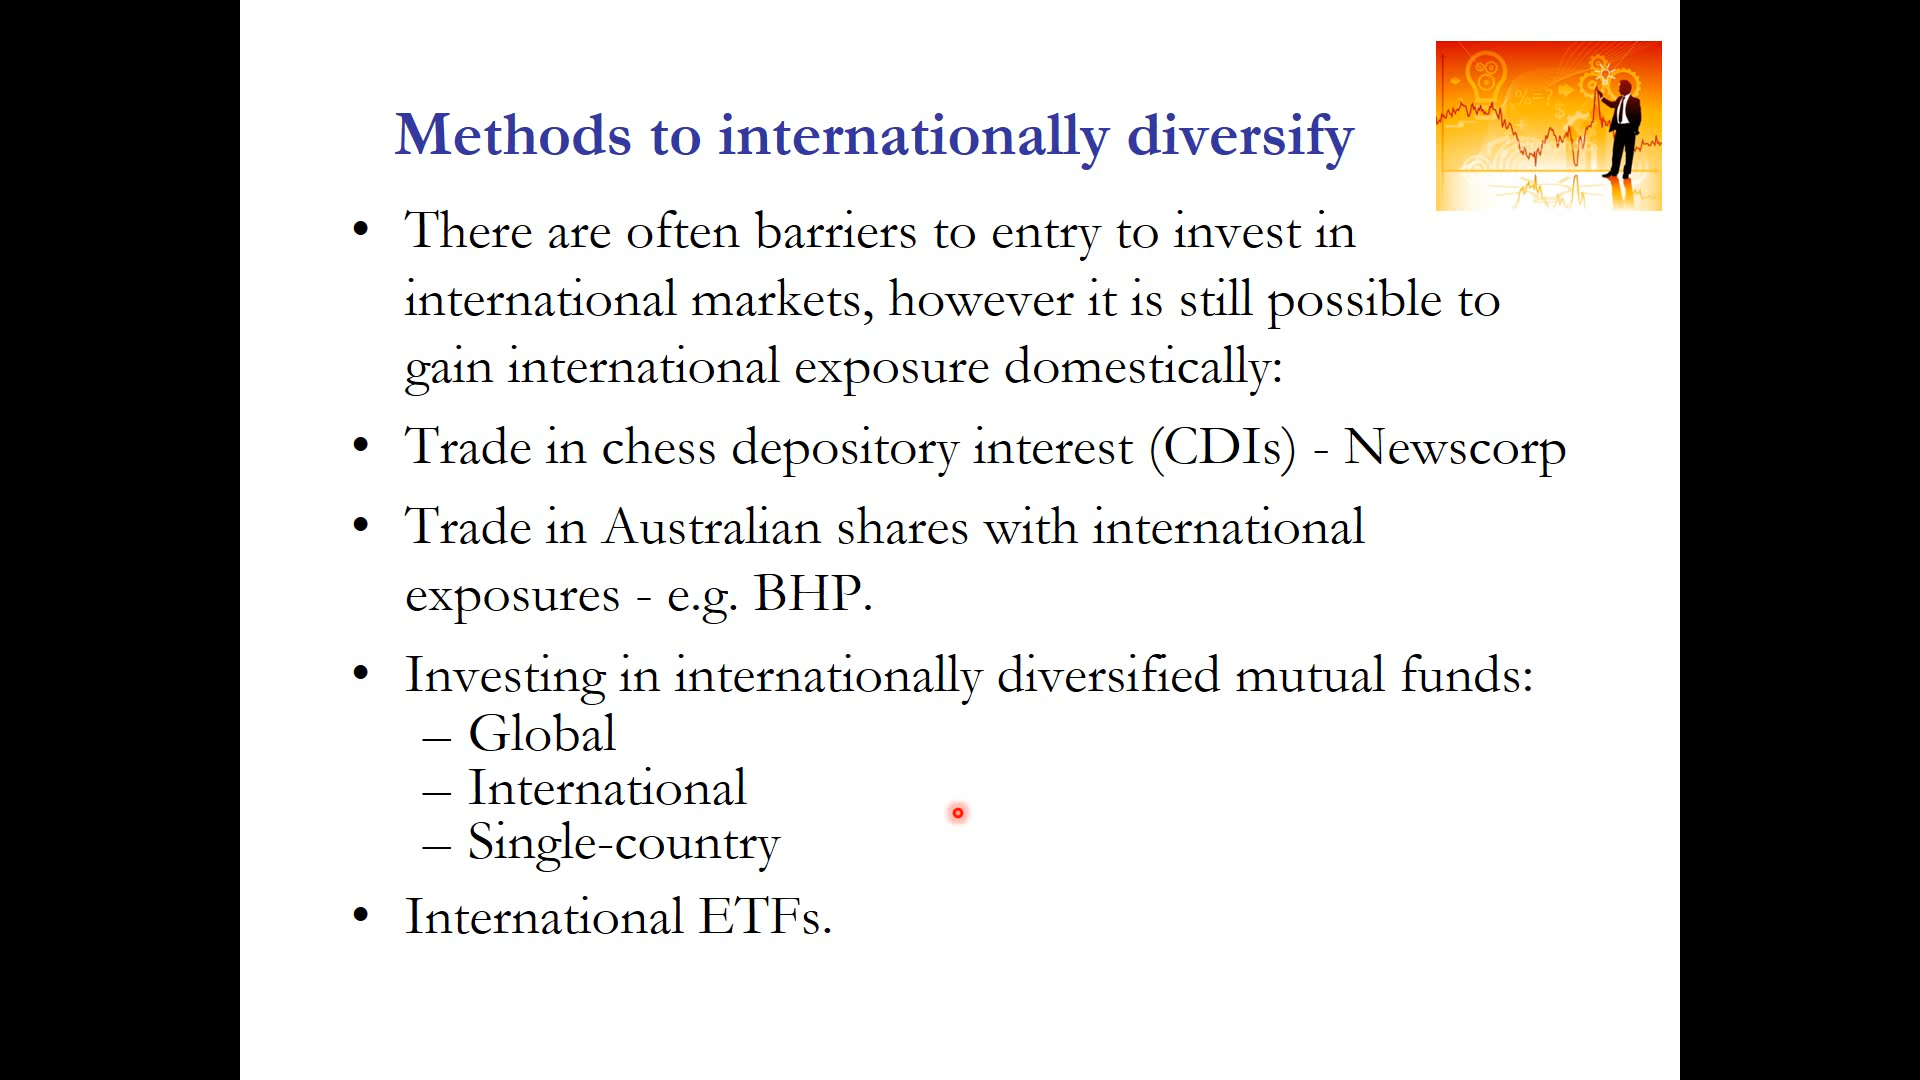 Methods to internationally diversify
• There are often barriers to entry to invest in
international markets, however it is still possible to
gain international exposure domestically:
• Trade in chess depository interest (CDIs) - Newscorp
• Trade in Australian shares with international
exposures - e.g. BHP.
• Investing in internationally diversified mutual funds:
– Global
– International
– Single-country
• International ETFs.